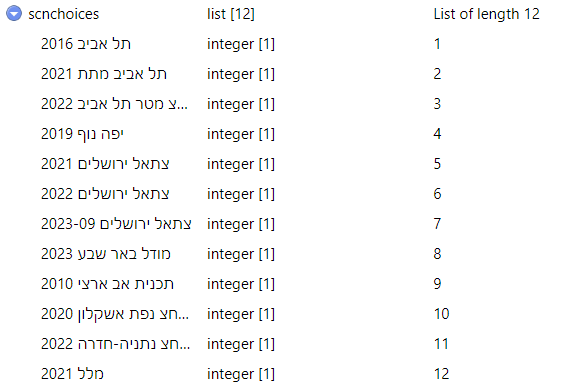 scnchoices list [12] List of length 12
תל אביב 2016 integer [1] 1
תל אביב מתת 2021 integer [1] 2
צ מטר תל אביב 2022... integer [1] 3
יפה נוף 2019 integer [1] 4
צתאל ירושלים 2021 integer [1] 5
צתאל ירושלים 2022 integer [1] 6
צתאל ירושלים 2023-09 integer [1] 7
מודל באר שבע 2023 integer [1] 8
תכנית אב ארצי 2010 integer [1] 9
חצ נפת אשקלון 2020... integer [1] 10
חצ נתניה-חדרה 2022... integer [1] 11
מלל 2021 integer [1] 12